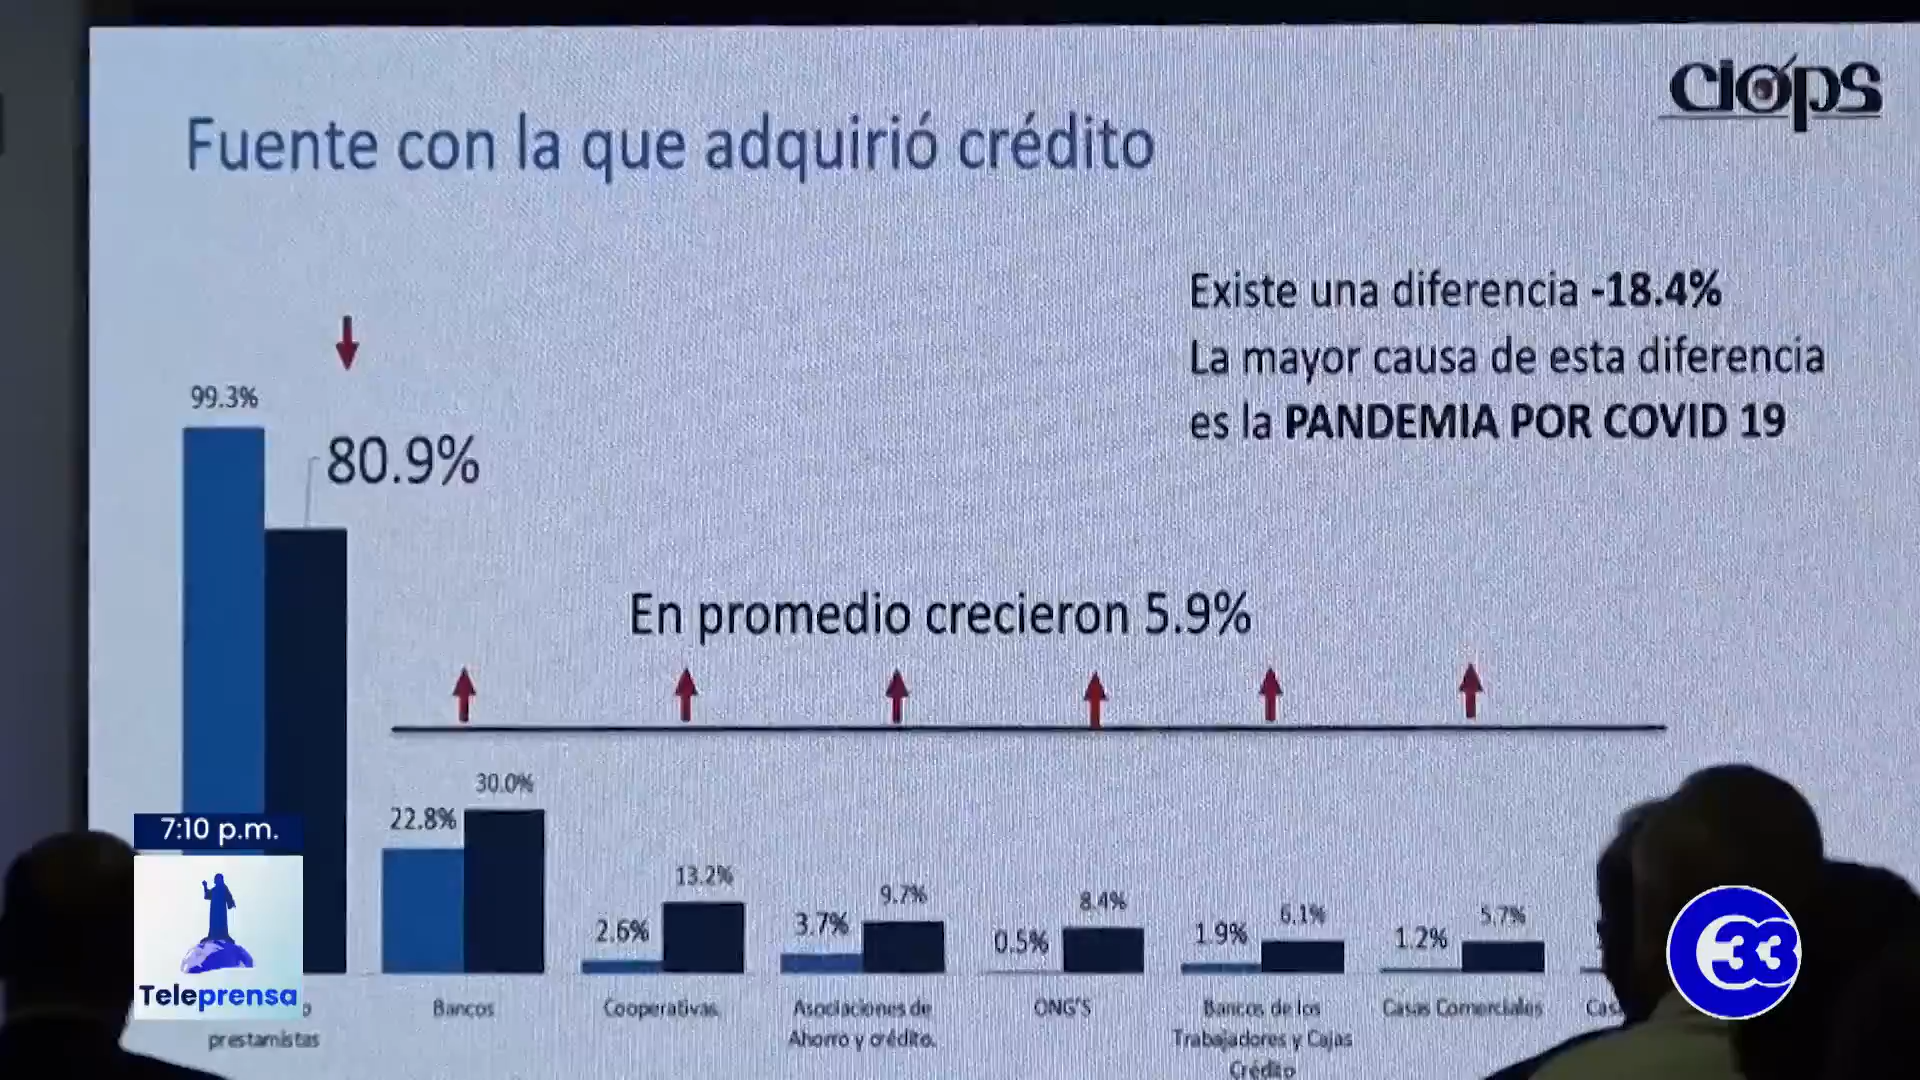 ciops
Fuente con la que adquirió crédito
Existe una diferencia -18.4%
La mayor causa de esta diferencia
es la PANDEMIA POR COVID 19
99.3%
80.9%
En promedio crecieron 5.9%
30.0%
22.8%
13.2%
2.6%
9.7%
3.7%
8.4%
0.5%
6.1%
1.9%
5.7%
1.2%
7:10 p.m.
Teleprensa
33
prestamistas
Bancos
Cooperativas
Asociaciones de
Ahorro y crédito.
ONG'S
Bancos de los
Trabajadores y Cajas
Crédito
Casas Comerciales